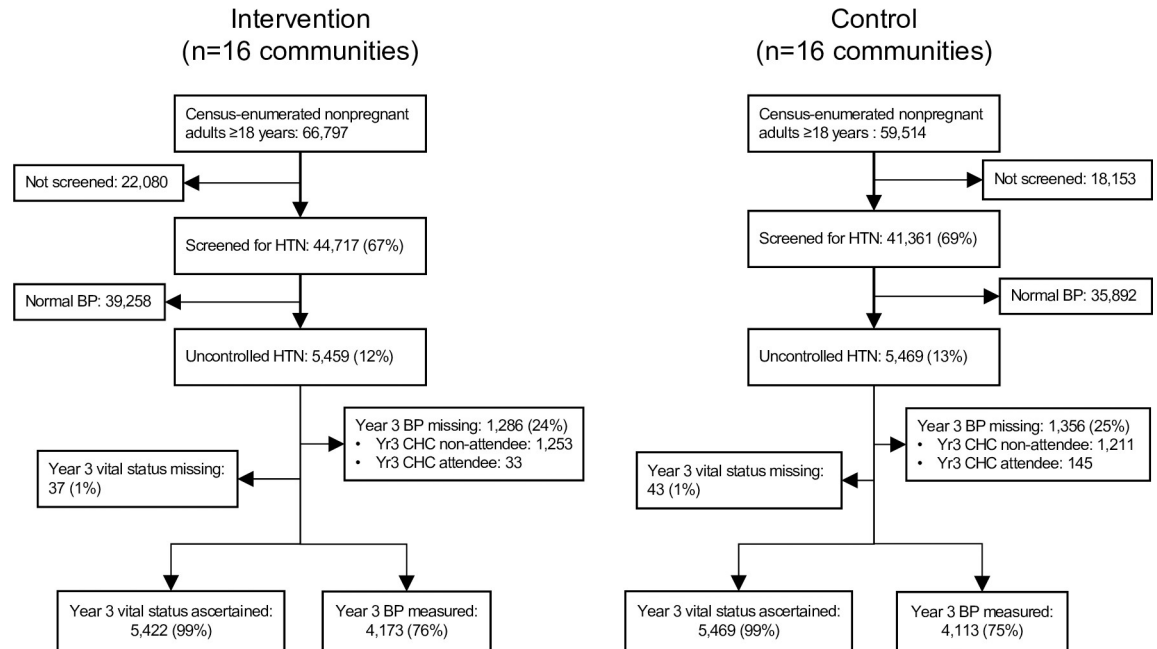 Intervention
(n=16 communities)
Census-enumerated nonpregnant
adults ≥18 years: 66,797
Not screened: 22,080
Screened for HTN: 44,717 (67%)
Normal BP: 39,258
Uncontrolled HTN: 5,459 (12%)
Year 3 BP missing: 1,286 (24%)
• Yr3 CHC non-attendee: 1,253
• Yr3 CHC attendee: 33
Year 3 vital status missing:
37 (1%)
Year 3 vital status ascertained:
5,422 (99%)
Year 3 BP measured:
4,173 (76%)
Control
(n=16 communities)
Census-enumerated nonpregnant
adults ≥18 years : 59,514
Not screened: 18,153
Screened for HTN: 41,361 (69%)
Normal BP: 35,892
Uncontrolled HTN: 5,469 (13%)
Year 3 BP missing: 1,356 (25%)
• Yr3 CHC non-attendee: 1,211
• Yr3 CHC attendee: 145
Year 3 vital status missing:
43 (1%)
Year 3 vital status ascertained:
5,469 (99%)
Year 3 BP measured:
4,113 (75%)